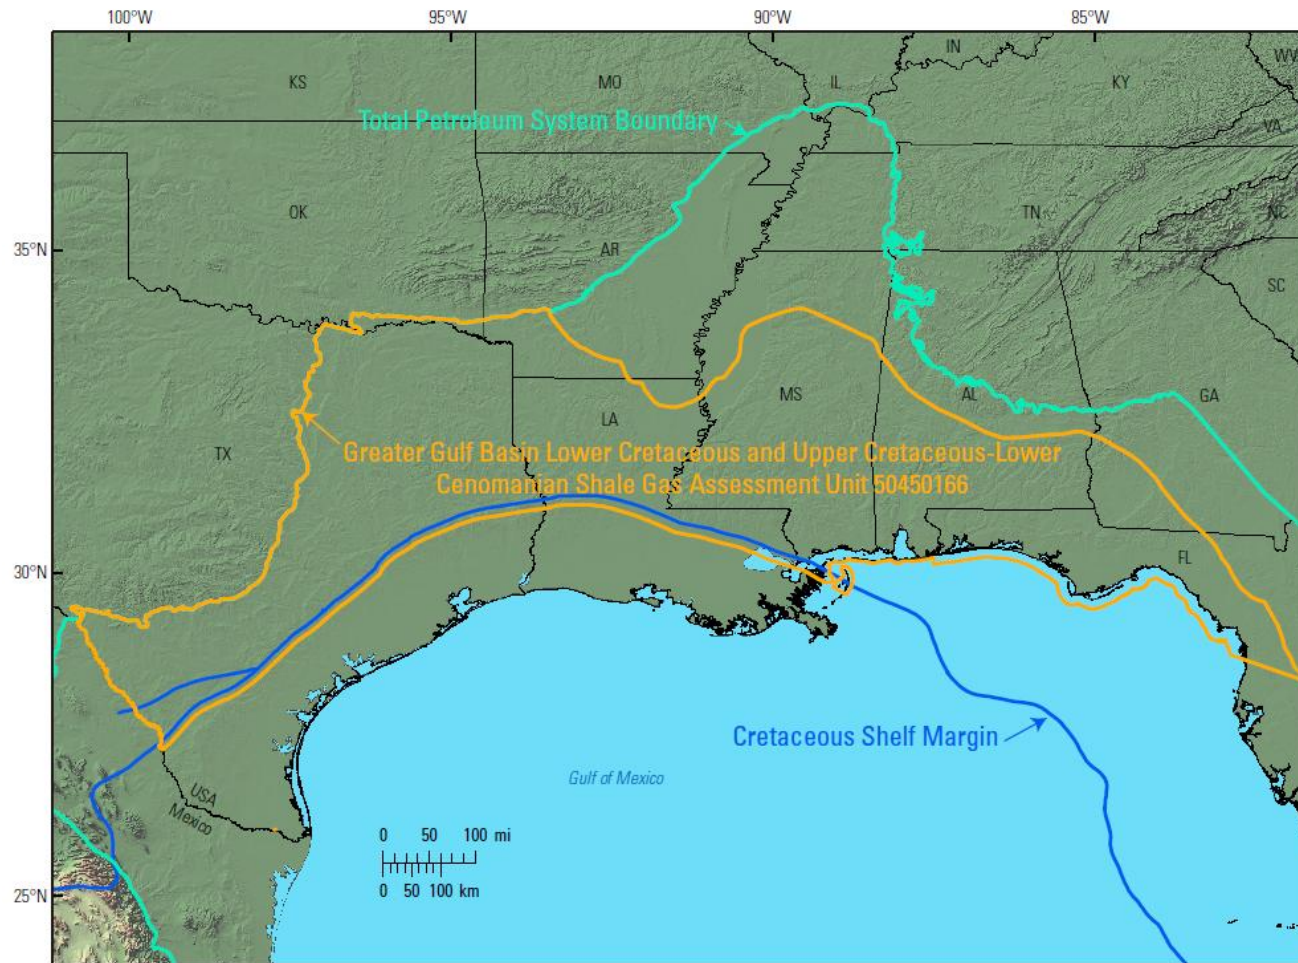 100°W 95°W 90°W 85°W
IN
WV
KS MO IL KY
Total Petroleum System Boundary
VA
OK TN NC
35°N AR
SC
MS AL GA
LA
TX Greater Gulf Basin Lower Cretaceous and Upper Cretaceous-Lower
Cenomanian Shale Gas Assessment Unit 50450166
30°N FL
Cretaceous Shelf Margin
Gulf of Mexico
USA
Mexico
0 50 100 mi
0 50 100 km
25°N